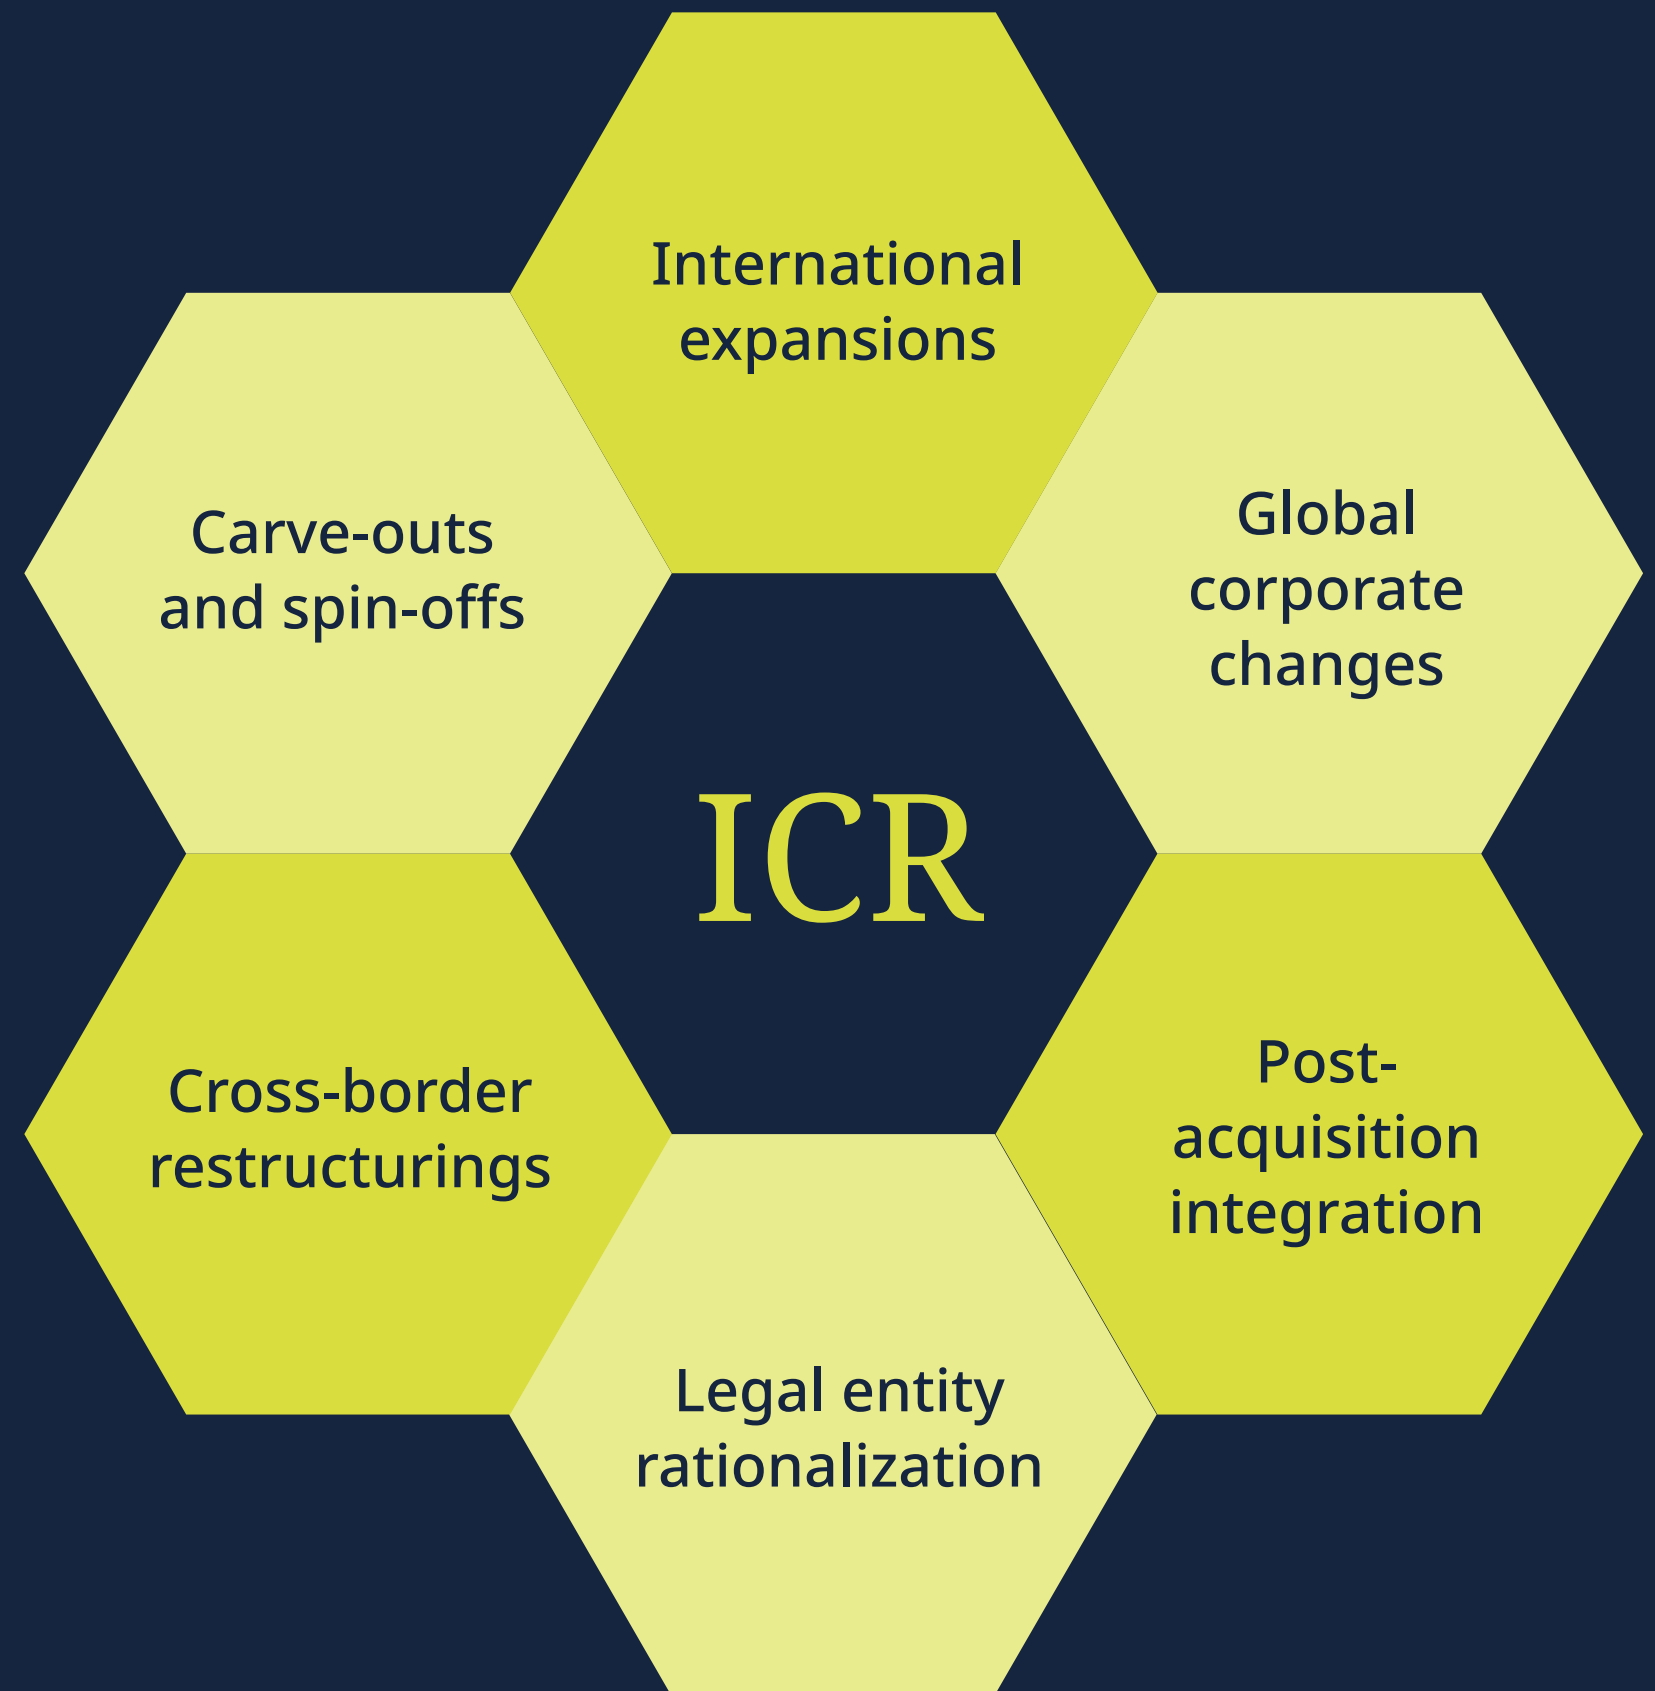 International
expansions
Global
corporate
changes
Carve-outs
and spin-offs
ICR
Post-
acquisition
integration
Cross-border
restructurings
Legal entity
rationalization